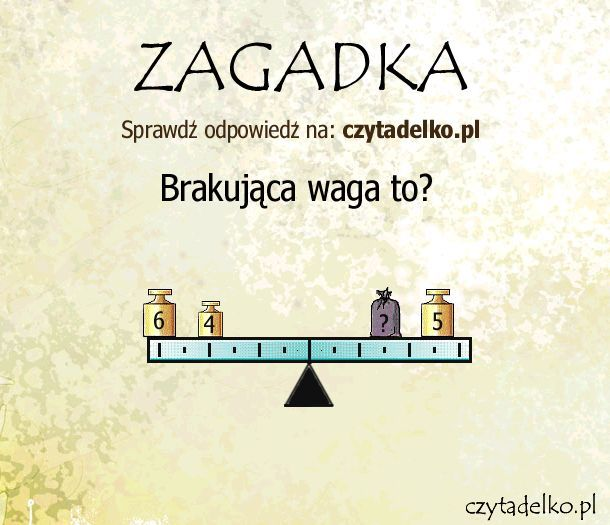 ZAGADKA
Sprawdź odpowiedź na: czytadelko.pl
Brakująca waga to?
6 4 ? 5
czytadelko.pl